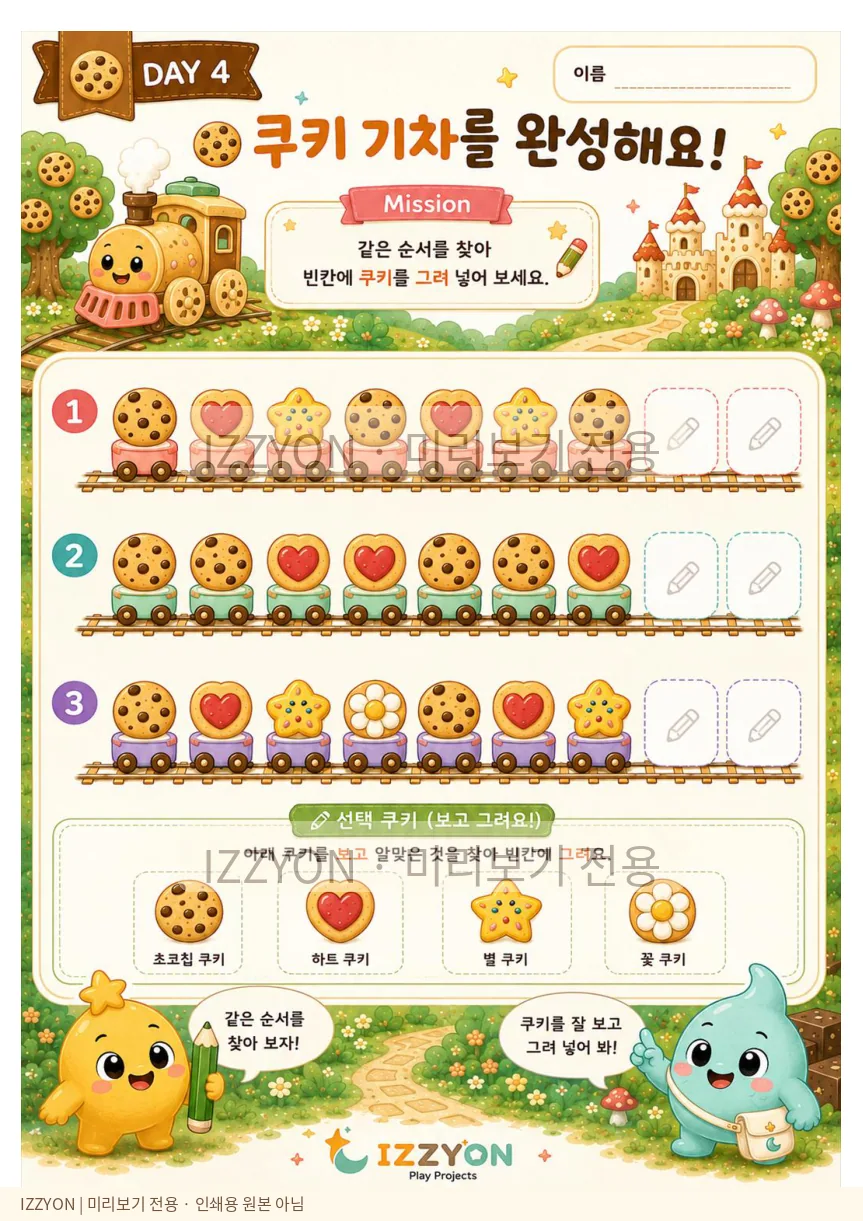 DAY 4
이름
쿠키 기차를 완성해요!
Mission
같은 순서를 찾아
빈칸에 쿠키를 그려 넣어 보세요.
1
IZZYON · 미리보기 전용
2
3
선택 쿠키 (보고 그려요!)
아래 쿠키를 보고 알맞은 것을 찾아 빈칸에 그려요.
IZZYON · 미리보기 전용
초코칩 쿠키
하트 쿠키
별 쿠키
꽃 쿠키
같은 순서를
찾아 보자!
쿠키를 잘 보고
그려 넣어 봐!
IZZYON
Play Projects
IZZYON | 미리보기 전용 · 인쇄용 원본 아님